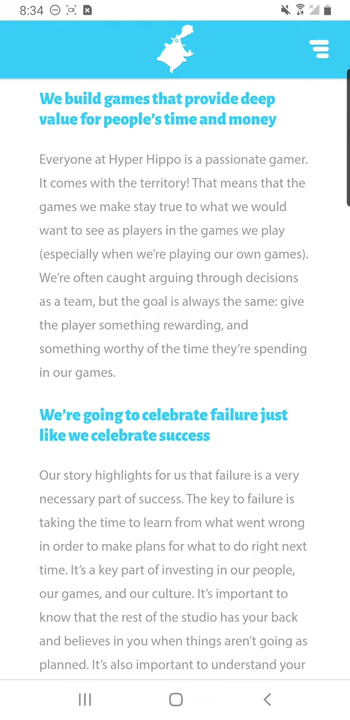 8:34
We build games that provide deep
value for people's time and money
Everyone at Hyper Hippo is a passionate gamer.
It comes with the territory! That means that the
games we make stay true to what we would
want to see as players in the games we play
(especially when we're playing our own games).
We're often caught arguing through decisions
as a team, but the goal is always the same: give
the player something rewarding, and
something worthy of the time they're spending
in our games.
We're going to celebrate failure just
like we celebrate success
Our story highlights for us that failure is a very
necessary part of success. The key to failure is
taking the time to learn from what went wrong
in order to make plans for what to do right next
time. It's a key part of investing in our people,
our games, and our culture. It's important to
know that the rest of the studio has your back
and believes in you when things aren't going as
planned. It's also important to understand your